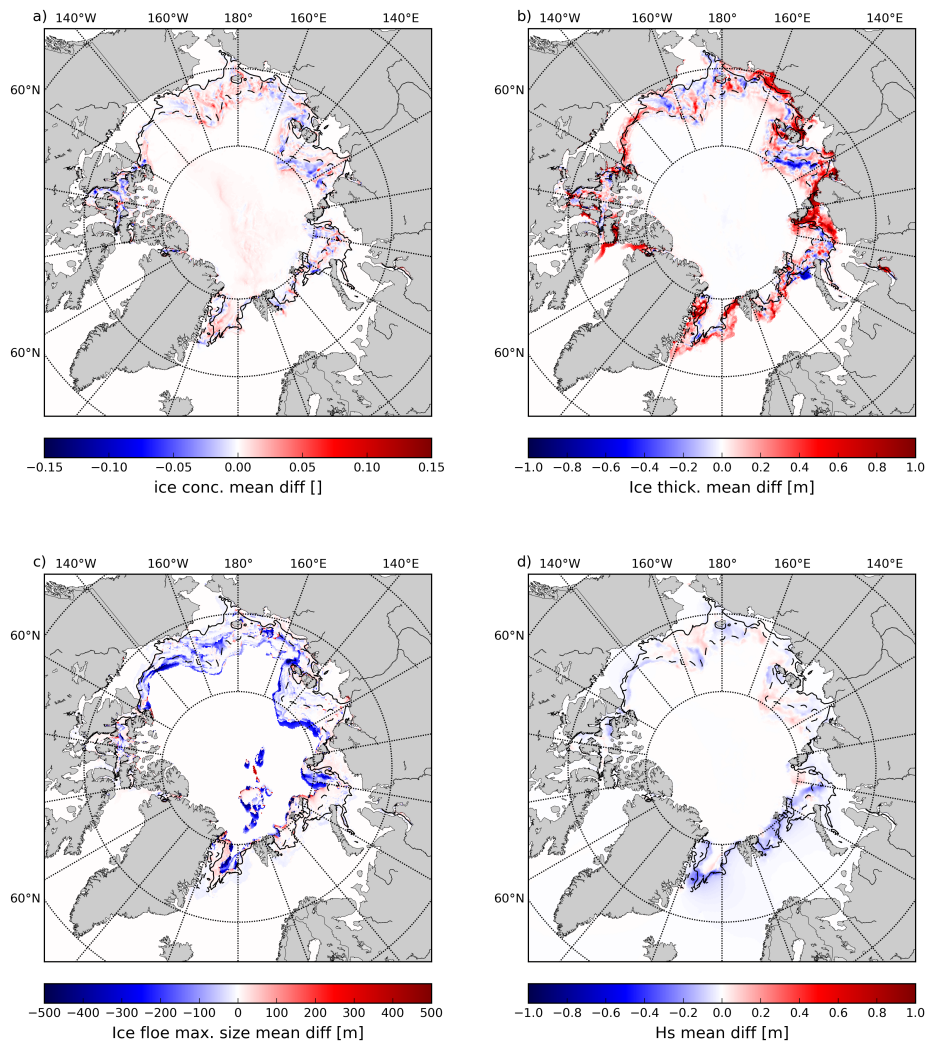 a) 140°W 160°W 180° 160°E 140°E
60°N
60°N
−0.15 −0.10 −0.05 0.00 0.05 0.10 0.15
ice conc. mean diff []
b) 140°W 160°W 180° 160°E 140°E
60°N
60°N
−1.0 −0.8 −0.6 −0.4 −0.2 0.0 0.2 0.4 0.6 0.8 1.0
Ice thick. mean diff [m]
c) 140°W 160°W 180° 160°E 140°E
60°N
60°N
−500 −400 −300 −200 −100 0 100 200 300 400 500
Ice floe max. size mean diff [m]
d) 140°W 160°W 180° 160°E 140°E
60°N
60°N
−1.0 −0.8 −0.6 −0.4 −0.2 0.0 0.2 0.4 0.6 0.8 1.0
Hs mean diff [m]